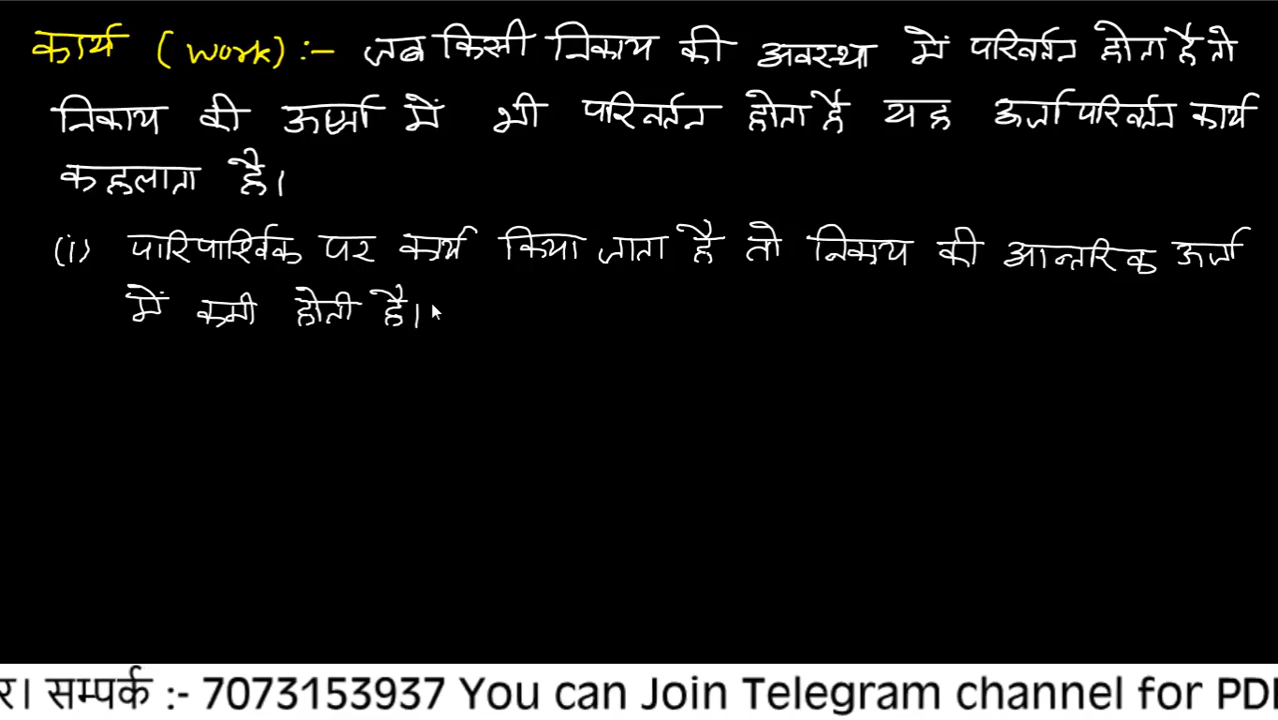 कार्य (work) :- जब किसी निकाय की अवस्था में परिवर्तन होता है तो
निकाय की ऊर्जा में भी परिवर्तन होता है यह ऊर्जा परिवर्तन कार्य
कहलाता है।
(i) पारिपार्श्विक पर कार्य किया जाता है तो निकाय की आन्तरिक ऊर्जा
में कमी होती है।
र। सम्पर्क :- 7073153937 You can Join Telegram channel for PDF